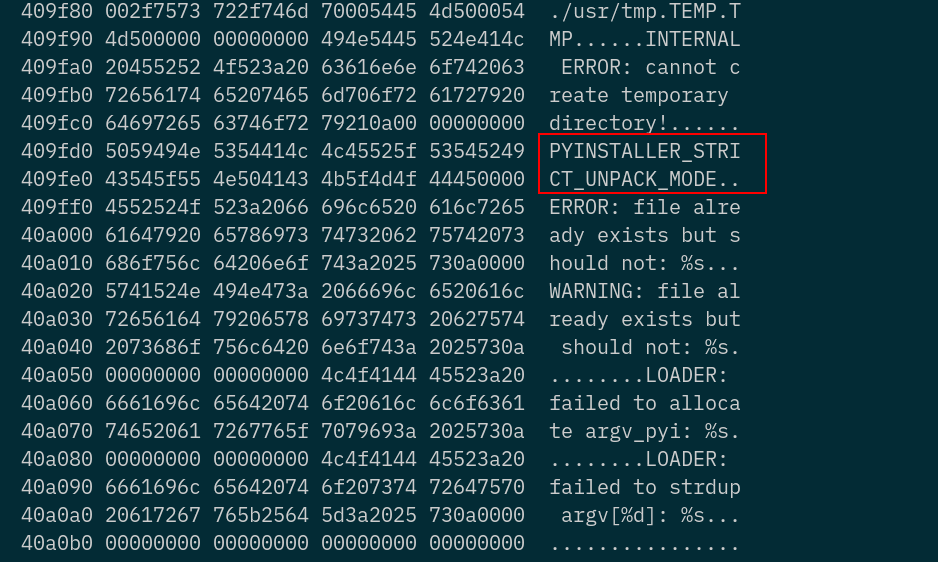 409f80 002f7573 722f746d 70005445 4d500054 ./usr/tmp.TEMP.T
409f90 4d500000 00000000 494e5445 524e414c MP......INTERNAL
409fa0 20455252 4f523a20 63616e6e 6f742063  ERROR: cannot c
409fb0 72656174 65207465 6d706f72 61727920 reate temporary
409fc0 64697265 63746f72 79210a00 00000000 directory!......
409fd0 5059494e 5354414c 4c45525f 53545249 PYINSTALLER_STRI
409fe0 43545f55 4e504143 4b5f4d4f 44450000 CT_UNPACK_MODE..
409ff0 4552524f 523a2066 696c6520 616c7265 ERROR: file alre
40a000 61647920 65786973 74732062 75742073 ady exists but s
40a010 686f756c 64206e6f 743a2025 730a0000 hould not: %s...
40a020 5741524e 494e473a 2066696c 6520616c WARNING: file al
40a030 72656164 79206578 69737473 20627574 ready exists but
40a040 2073686f 756c6420 6e6f743a 2025730a  should not: %s.
40a050 00000000 00000000 4c4f4144 45523a20 ........LOADER:
40a060 6661696c 65642074 6f20616c 6c6f6361 failed to alloca
40a070 74652061 7267765f 7079693a 2025730a te argv_pyi: %s.
40a080 00000000 00000000 4c4f4144 45523a20 ........LOADER:
40a090 6661696c 65642074 6f207374 72647570 failed to strdup
40a0a0 20617267 765b2564 5d3a2025 730a0000  argv[%d]: %s...
40a0b0 00000000 00000000 00000000 00000000 ................